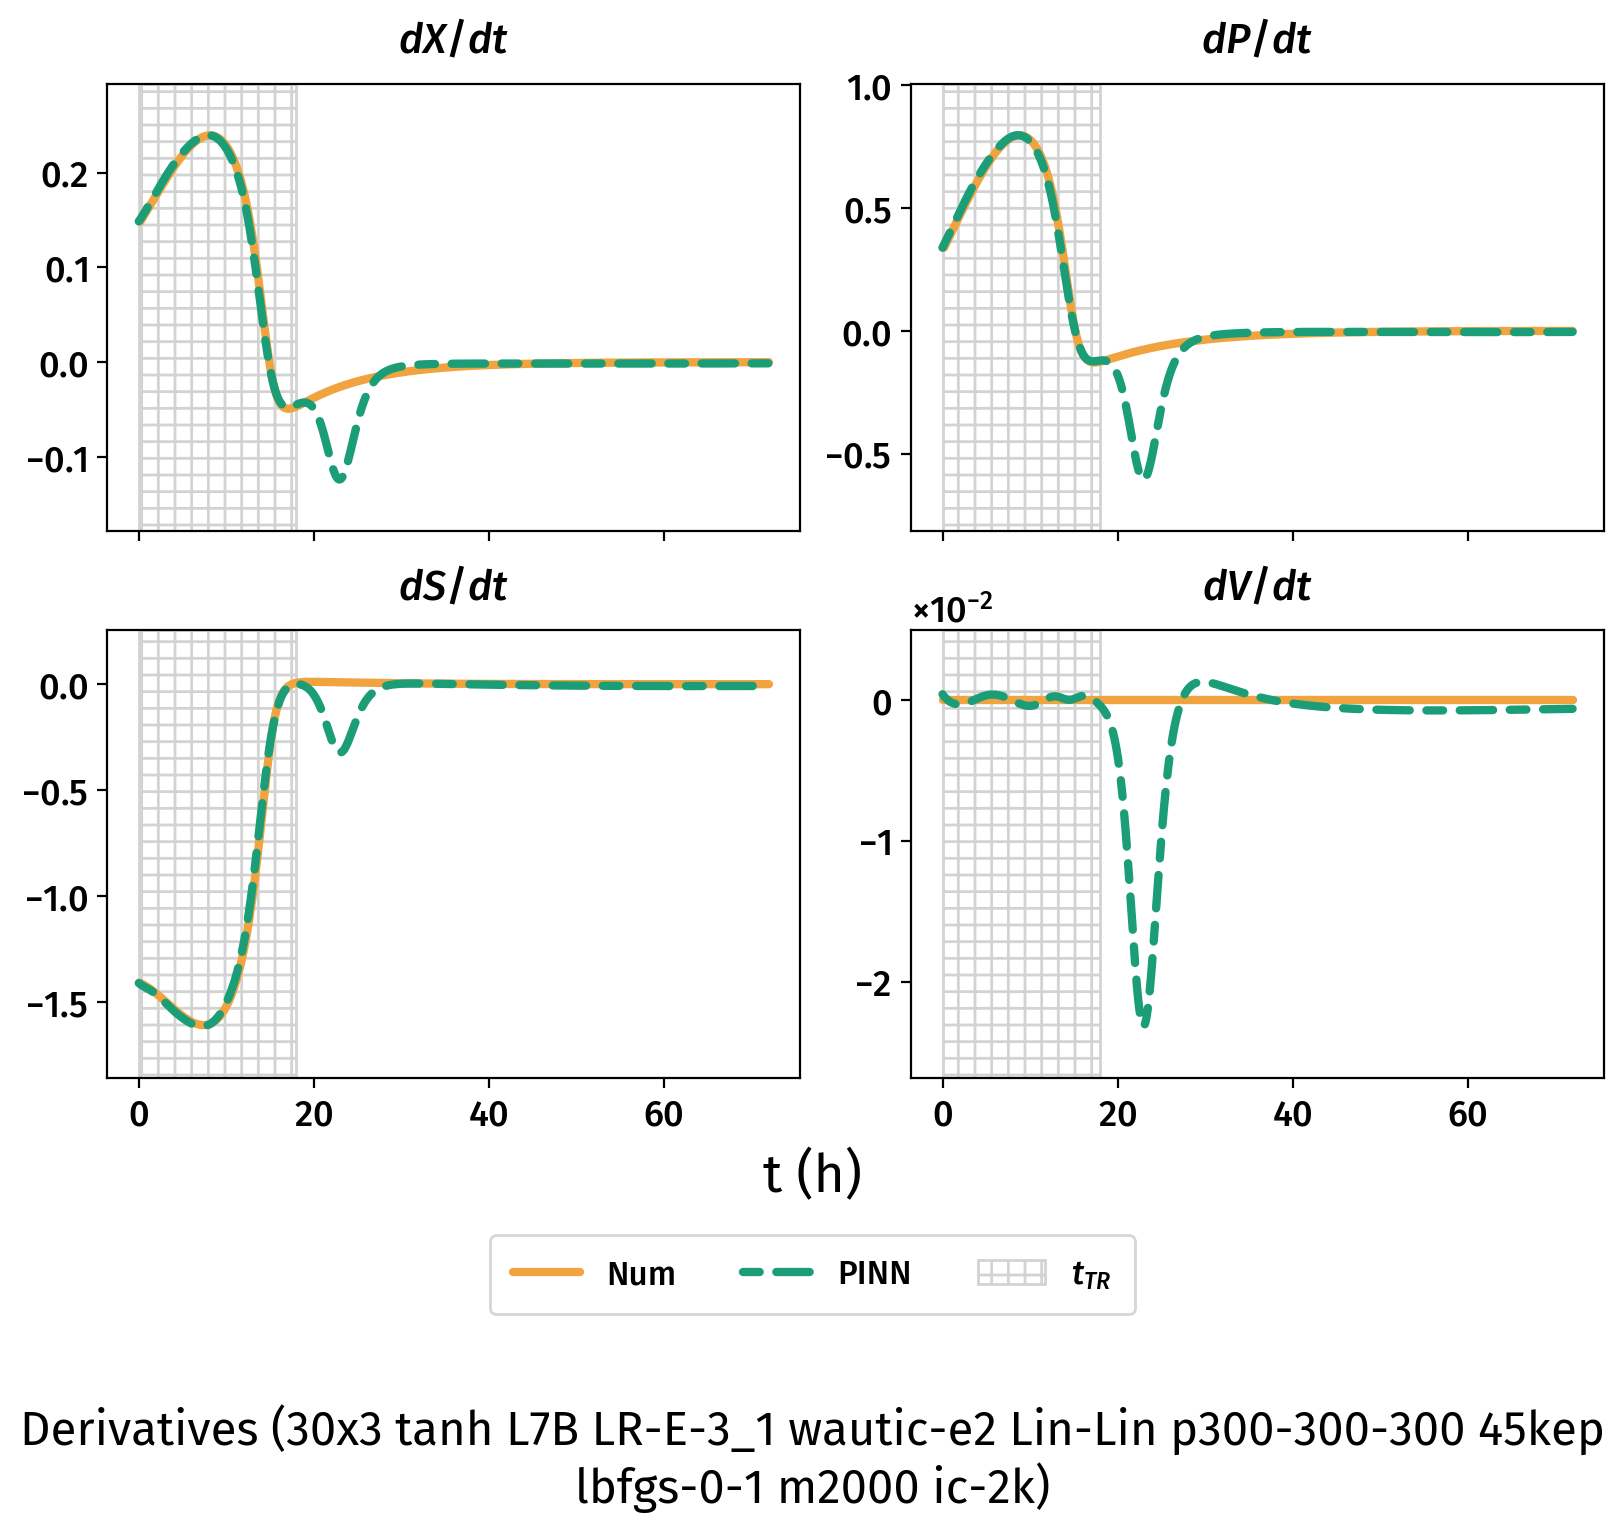 dX/dt
dP/dt
0.2
0.1
0.0
−0.1
1.0
0.5
0.0
−0.5
dS/dt
dV/dt
×10⁻²
0.0
−0.5
−1.0
−1.5
0
−1
−2
0 20 40 60
0 20 40 60
t (h)
Num PINN t_TR
Derivatives (30x3 tanh L7B LR-E-3_1 wautic-e2 Lin-Lin p300-300-300 45kep
lbfgs-0-1 m2000 ic-2k)